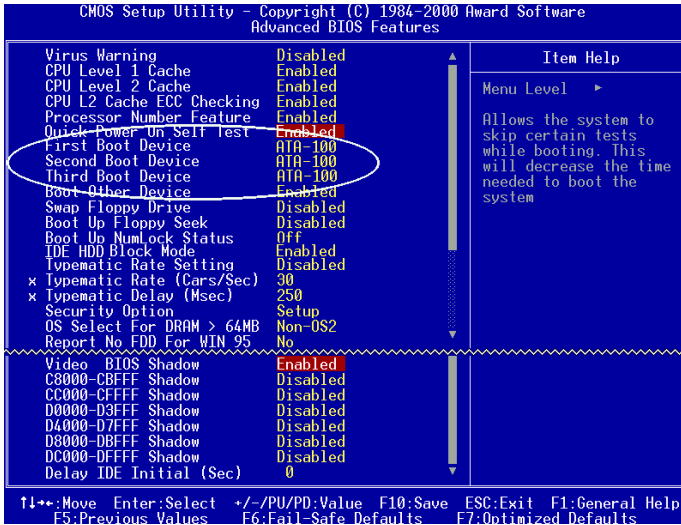 CMOS Setup Utility – Copyright (C) 1984-2000 Award Software
Advanced BIOS Features
Virus Warning Disabled
CPU Level 1 Cache Enabled
CPU Level 2 Cache Enabled
CPU L2 Cache ECC Checking Enabled
Processor Number Feature Enabled
Quick Power On Self Test Enabled
First Boot Device ATA-100
Second Boot Device ATA-100
Third Boot Device ATA-100
Boot Other Device Enabled
Swap Floppy Drive Disabled
Boot Up Floppy Seek Disabled
Boot Up NumLock Status Off
IDE HDD Block Mode Enabled
Typematic Rate Setting Disabled
x Typematic Rate (Cars/Sec) 30
x Typematic Delay (Msec) 250
Security Option Setup
OS Select For DRAM > 64MB Non-OS2
Report No FDD For WIN 95 No
Video BIOS Shadow Enabled
C8000-CBFFF Shadow Disabled
CC000-CFFFF Shadow Disabled
D0000-D3FFF Shadow Disabled
D4000-D7FFF Shadow Disabled
D8000-DBFFF Shadow Disabled
DC000-DFFFF Shadow Disabled
Delay IDE Initial (Sec) 0
Item Help
Menu Level ►
Allows the system to
skip certain tests
while booting. This
will decrease the time
needed to boot the
system
↑↓→←:Move Enter:Select +/-/PU/PD:Value F10:Save ESC:Exit F1:General Help
F5:Previous Values F6:Fail-Safe Defaults F7:Optimized Defaults